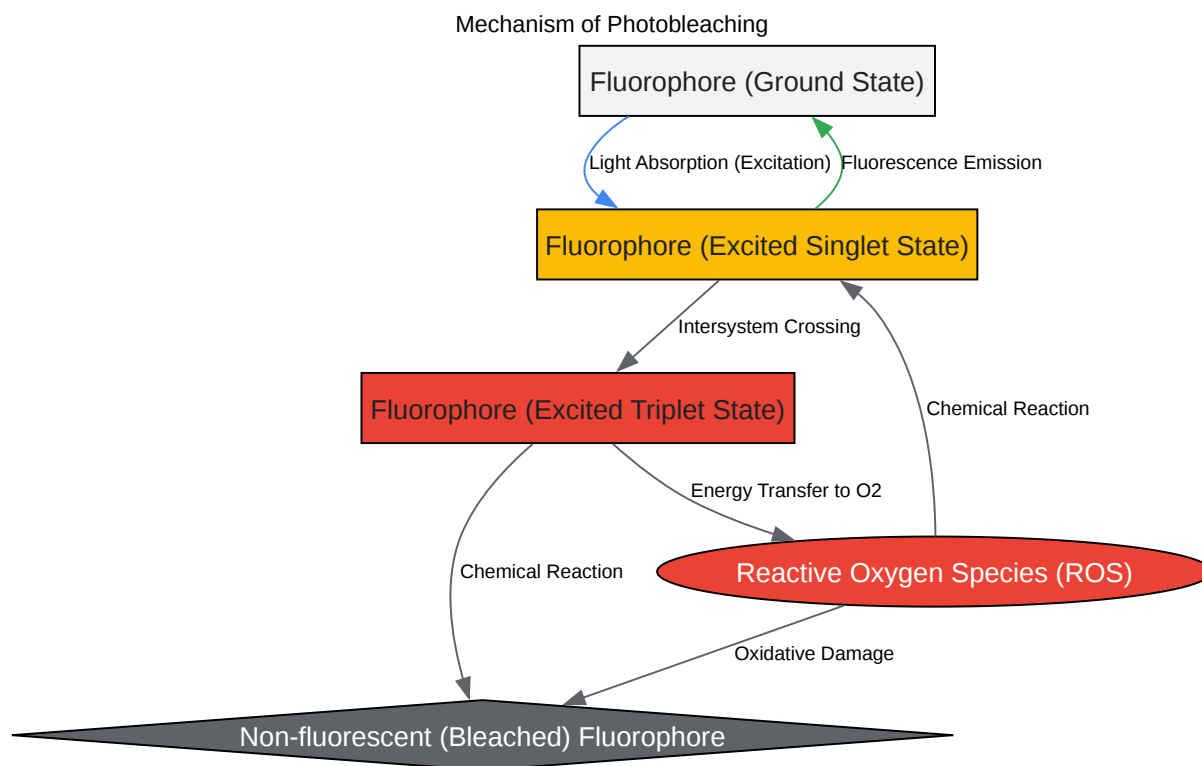 Mechanism of Photobleaching
Fluorophore (Ground State)
Light Absorption (Excitation)
Fluorescence Emission
Fluorophore (Excited Singlet State)
Intersystem Crossing
Fluorophore (Excited Triplet State)
Chemical Reaction
Energy Transfer to O2
Chemical Reaction
Reactive Oxygen Species (ROS)
Oxidative Damage
Non-fluorescent (Bleached) Fluorophore